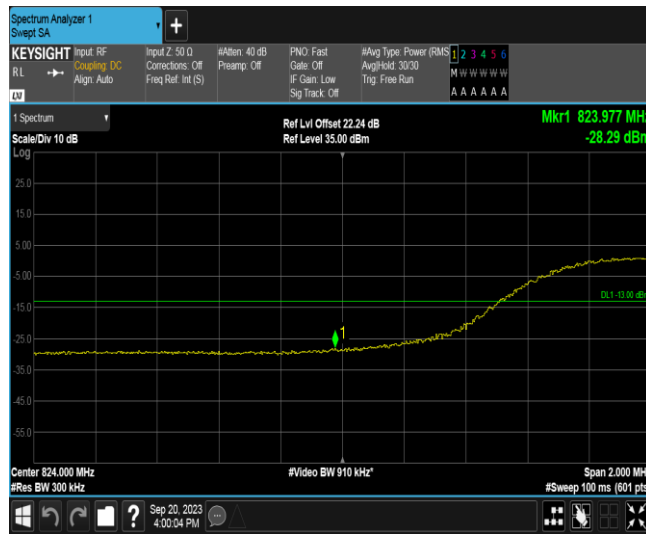 Spectrum Analyzer 1
Swept SA
+
KEYSIGHT
RL
LXI
Input: RF
Coupling: DC
Align: Auto
Input Z: 50 Ω
Corrections: Off
Freq Ref: Int (S)
#Atten: 40 dB
Preamp: Off
PNO: Fast
Gate: Off
IF Gain: Low
Sig Track: Off
#Avg Type: Power (RMS
Avg|Hold: 30/30
Trig: Free Run
1 2 3 4 5 6
M W W W W W
A A A A A A
1 Spectrum
Scale/Div 10 dB
Log
Ref Lvl Offset 22.24 dB
Ref Level 35.00 dBm
Mkr1 823.977 MHz
-28.29 dBm
25.0
15.0
5.00
-5.00
DL1 -13.00 dBm
-15.0
1
-25.0
-35.0
-45.0
-55.0
Center 824.000 MHz
#Res BW 300 kHz
#Video BW 910 kHz*
Span 2.000 MHz
#Sweep 100 ms (601 pts)
?
Sep 20, 2023
4:00:04 PM